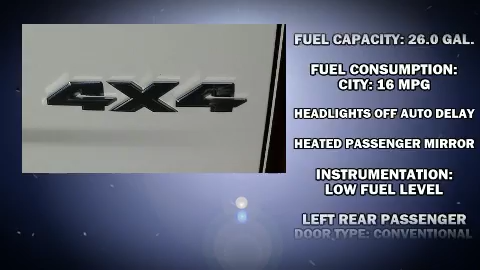 4X4
FUEL CAPACITY: 26.0 GAL.
FUEL CONSUMPTION:
CITY: 16 MPG
HEADLIGHTS OFF AUTO DELAY
HEATED PASSENGER MIRROR
INSTRUMENTATION:
LOW FUEL LEVEL
LEFT REAR PASSENGER
DOOR TYPE: CONVENTIONAL